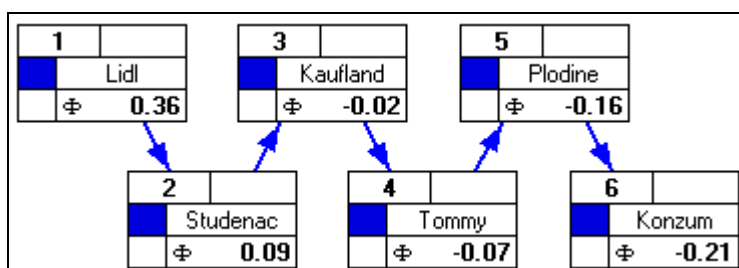 1
Lidl
Φ 0.36
3
Kaufland
Φ -0.02
5
Plodine
Φ -0.16
2
Studenac
Φ 0.09
4
Tommy
Φ -0.07
6
Konzum
Φ -0.21